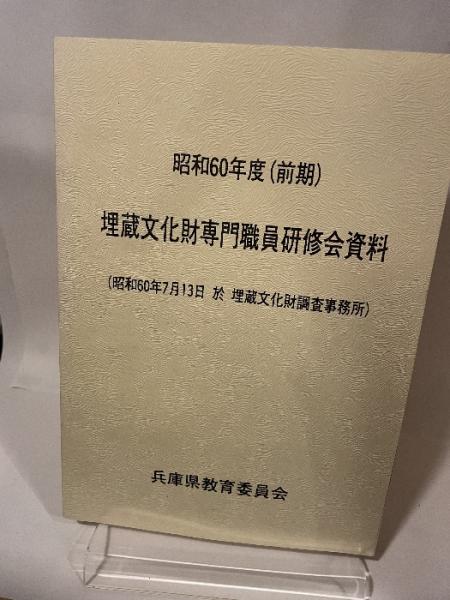 昭和60年度(前期)
埋蔵文化財専門職員研修会資料
(昭和60年7月13日 於 埋蔵文化財調査事務所)
兵庫県教育委員会